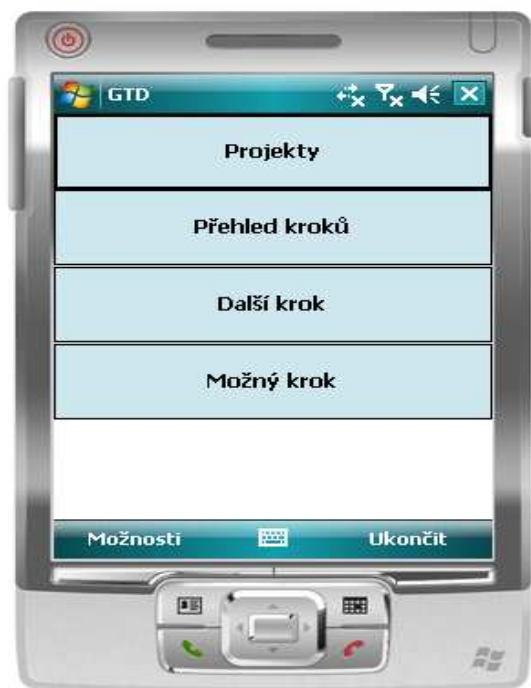 GTD
Projekty
Přehled kroků
Další krok
Možný krok
Možnosti
Ukončit